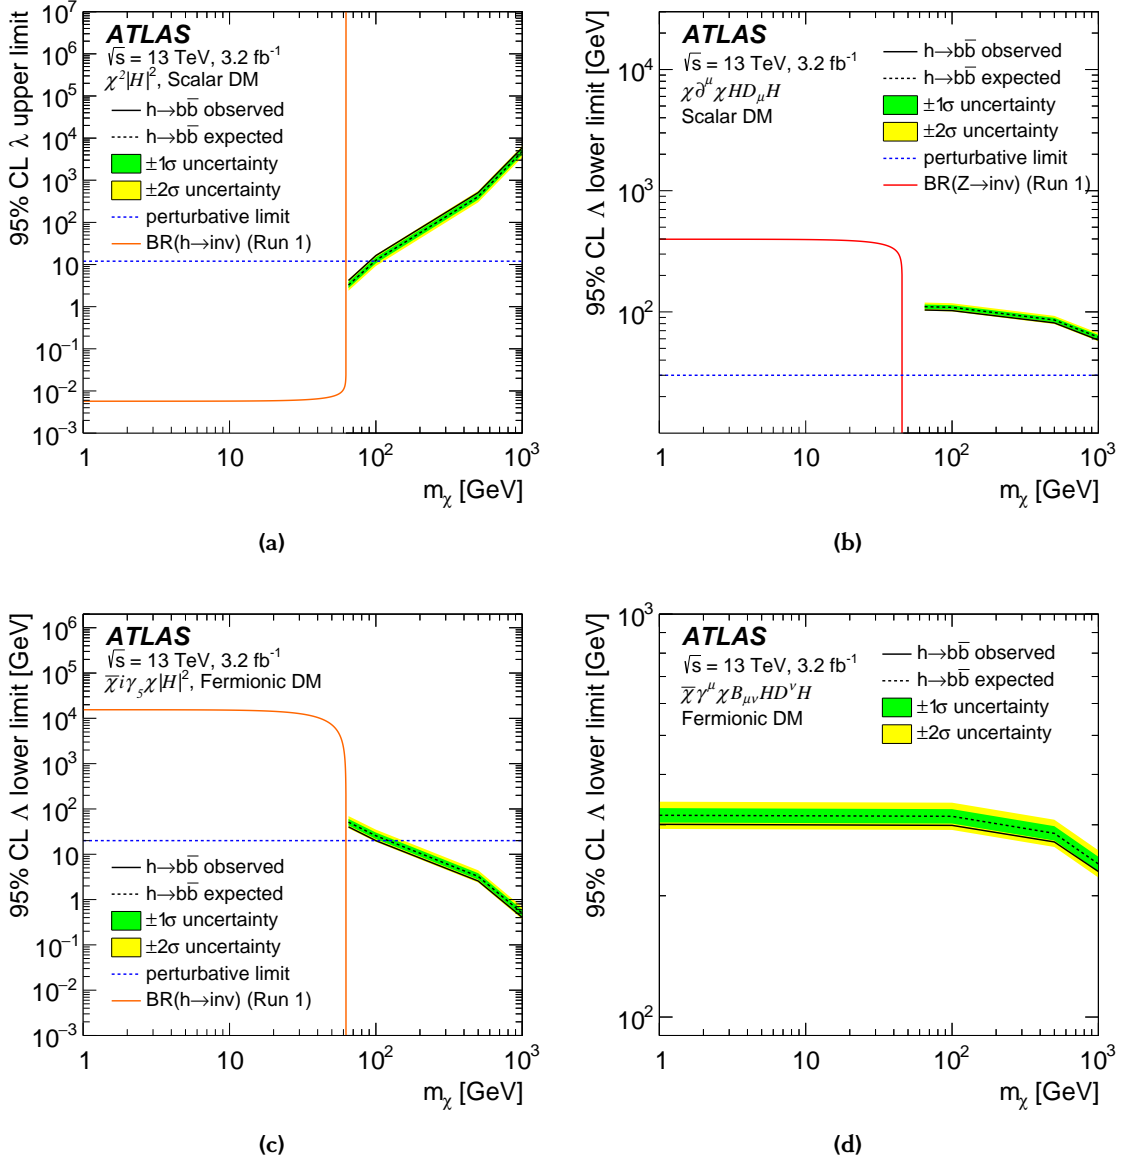 95% CL λ upper limit
10⁷
10⁶
10⁵
10⁴
10³
10²
10
1
10⁻¹
10⁻²
10⁻³
ATLAS
√s = 13 TeV, 3.2 fb⁻¹
χ²|H|², Scalar DM
h→bb̅ observed
h→bb̅ expected
±1σ uncertainty
±2σ uncertainty
perturbative limit
BR(h→inv) (Run 1)
1
10
10²
10³
m_χ [GeV]
(a)
95% CL Λ lower limit [GeV]
10⁴
10³
10²
ATLAS
√s = 13 TeV, 3.2 fb⁻¹
χ∂^μχHD_μH
Scalar DM
h→bb̅ observed
h→bb̅ expected
±1σ uncertainty
±2σ uncertainty
perturbative limit
BR(Z→inv) (Run 1)
1
10
10²
10³
m_χ [GeV]
(b)
95% CL Λ lower limit [GeV]
10⁶
10⁵
10⁴
10³
10²
10
1
10⁻¹
10⁻²
10⁻³
ATLAS
√s = 13 TeV, 3.2 fb⁻¹
χ̅iγ₅χ|H|², Fermionic DM
h→bb̅ observed
h→bb̅ expected
±1σ uncertainty
±2σ uncertainty
perturbative limit
BR(h→inv) (Run 1)
1
10
10²
10³
m_χ [GeV]
(c)
95% CL Λ lower limit [GeV]
10³
10²
ATLAS
√s = 13 TeV, 3.2 fb⁻¹
χ̅γ^μχB_μνHD^νH
Fermionic DM
h→bb̅ observed
h→bb̅ expected
±1σ uncertainty
±2σ uncertainty
1
10
10²
10³
m_χ [GeV]
(d)